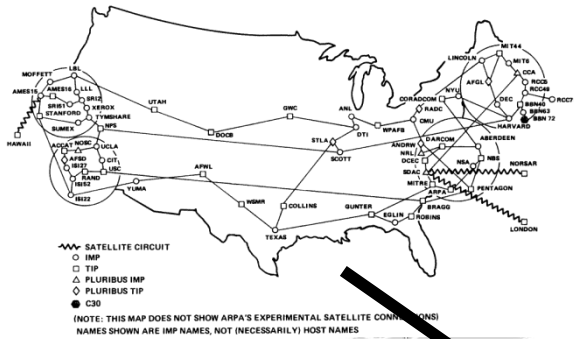 MOFFETT
LBL
AMES15
AMES16
LLL
SRI2
SRI51
XEROX
STANFORD
TYMSHARE
SUMEX
NPS
HAWAII
ACCAT
NOSC
UCLA
AFSD
ISI27
CIT
RAND
USC
ISI52
ISI22
YUMA
UTAH
DOCB
GWC
AFWL
WSMR
TEXAS
COLLINS
ANL
DTI
STLA
SCOTT
WPAFB
GUNTER
EGLIN
ROBINS
BRAGG
LINCOLN
MIT44
MIT6
CCA
RCC5
RCC49
RCC7
BBN40
BBN63
BBN 72
AFGL
DEC
NYU
HARVARD
CORADCOM
RADC
CMU
ABERDEEN
ANDRW
DARCOM
NRL
DCEC
NSA
NBS
SDAC
NORSAR
MITRE
ARPA
PENTAGON
LONDON
SATELLITE CIRCUIT
IMP
TIP
PLURIBUS IMP
PLURIBUS TIP
C30
(NOTE: THIS MAP DOES NOT SHOW ARPA'S EXPERIMENTAL SATELLITE CONN IONS)
NAMES SHOWN ARE IMP NAMES, NOT (NECESSARILY) HOST NAMES